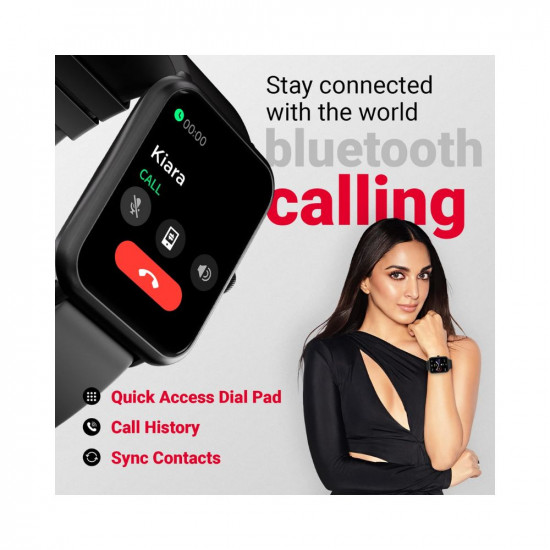 Stay connected
with the world
bluetooth
calling
00:00
Kiara
CALL
Quick Access Dial Pad
Call History
Sync Contacts